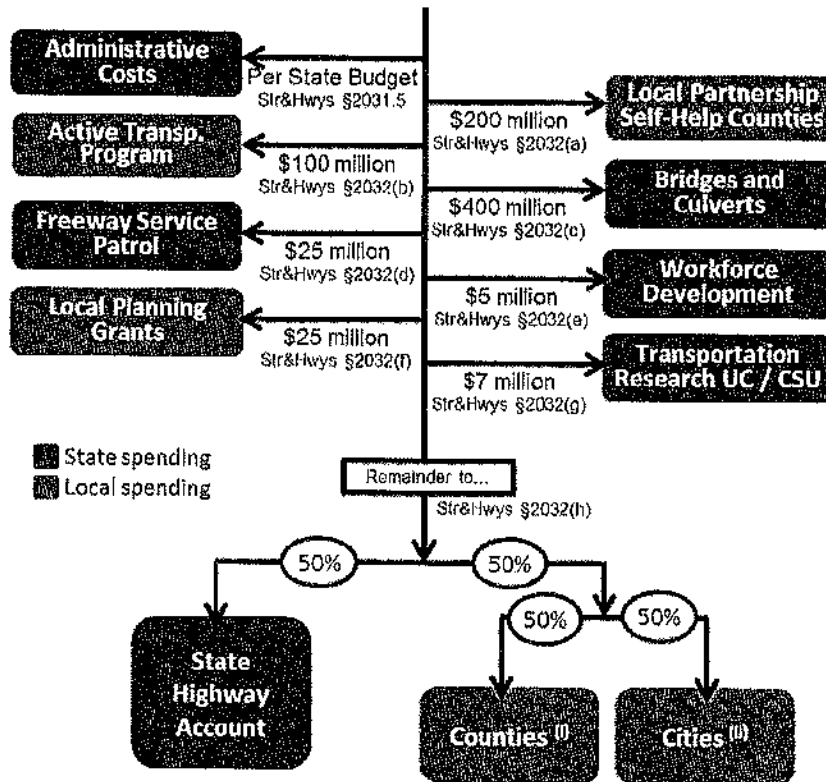 Administrative
Costs
Per State Budget
Str&Hwys §2031.5
Local Partnership
Self-Help Counties
$200 million
Str&Hwys §2032(a)
Active Transp.
Program
$100 million
Str&Hwys §2032(b)
Bridges and
Culverts
$400 million
Str&Hwys §2032(c)
Freeway Service
Patrol
$25 million
Str&Hwys §2032(d)
Workforce
Development
$5 million
Str&Hwys §2032(e)
Local Planning
Grants
$25 million
Str&Hwys §2032(f)
Transportation
Research UC / CSU
$7 million
Str&Hwys §2032(g)
State spending
Local spending
Remainder to...
Str&Hwys §2032(h)
50%
50%
50%
50%
State
Highway
Account
Counties (i)
Cities (ii)